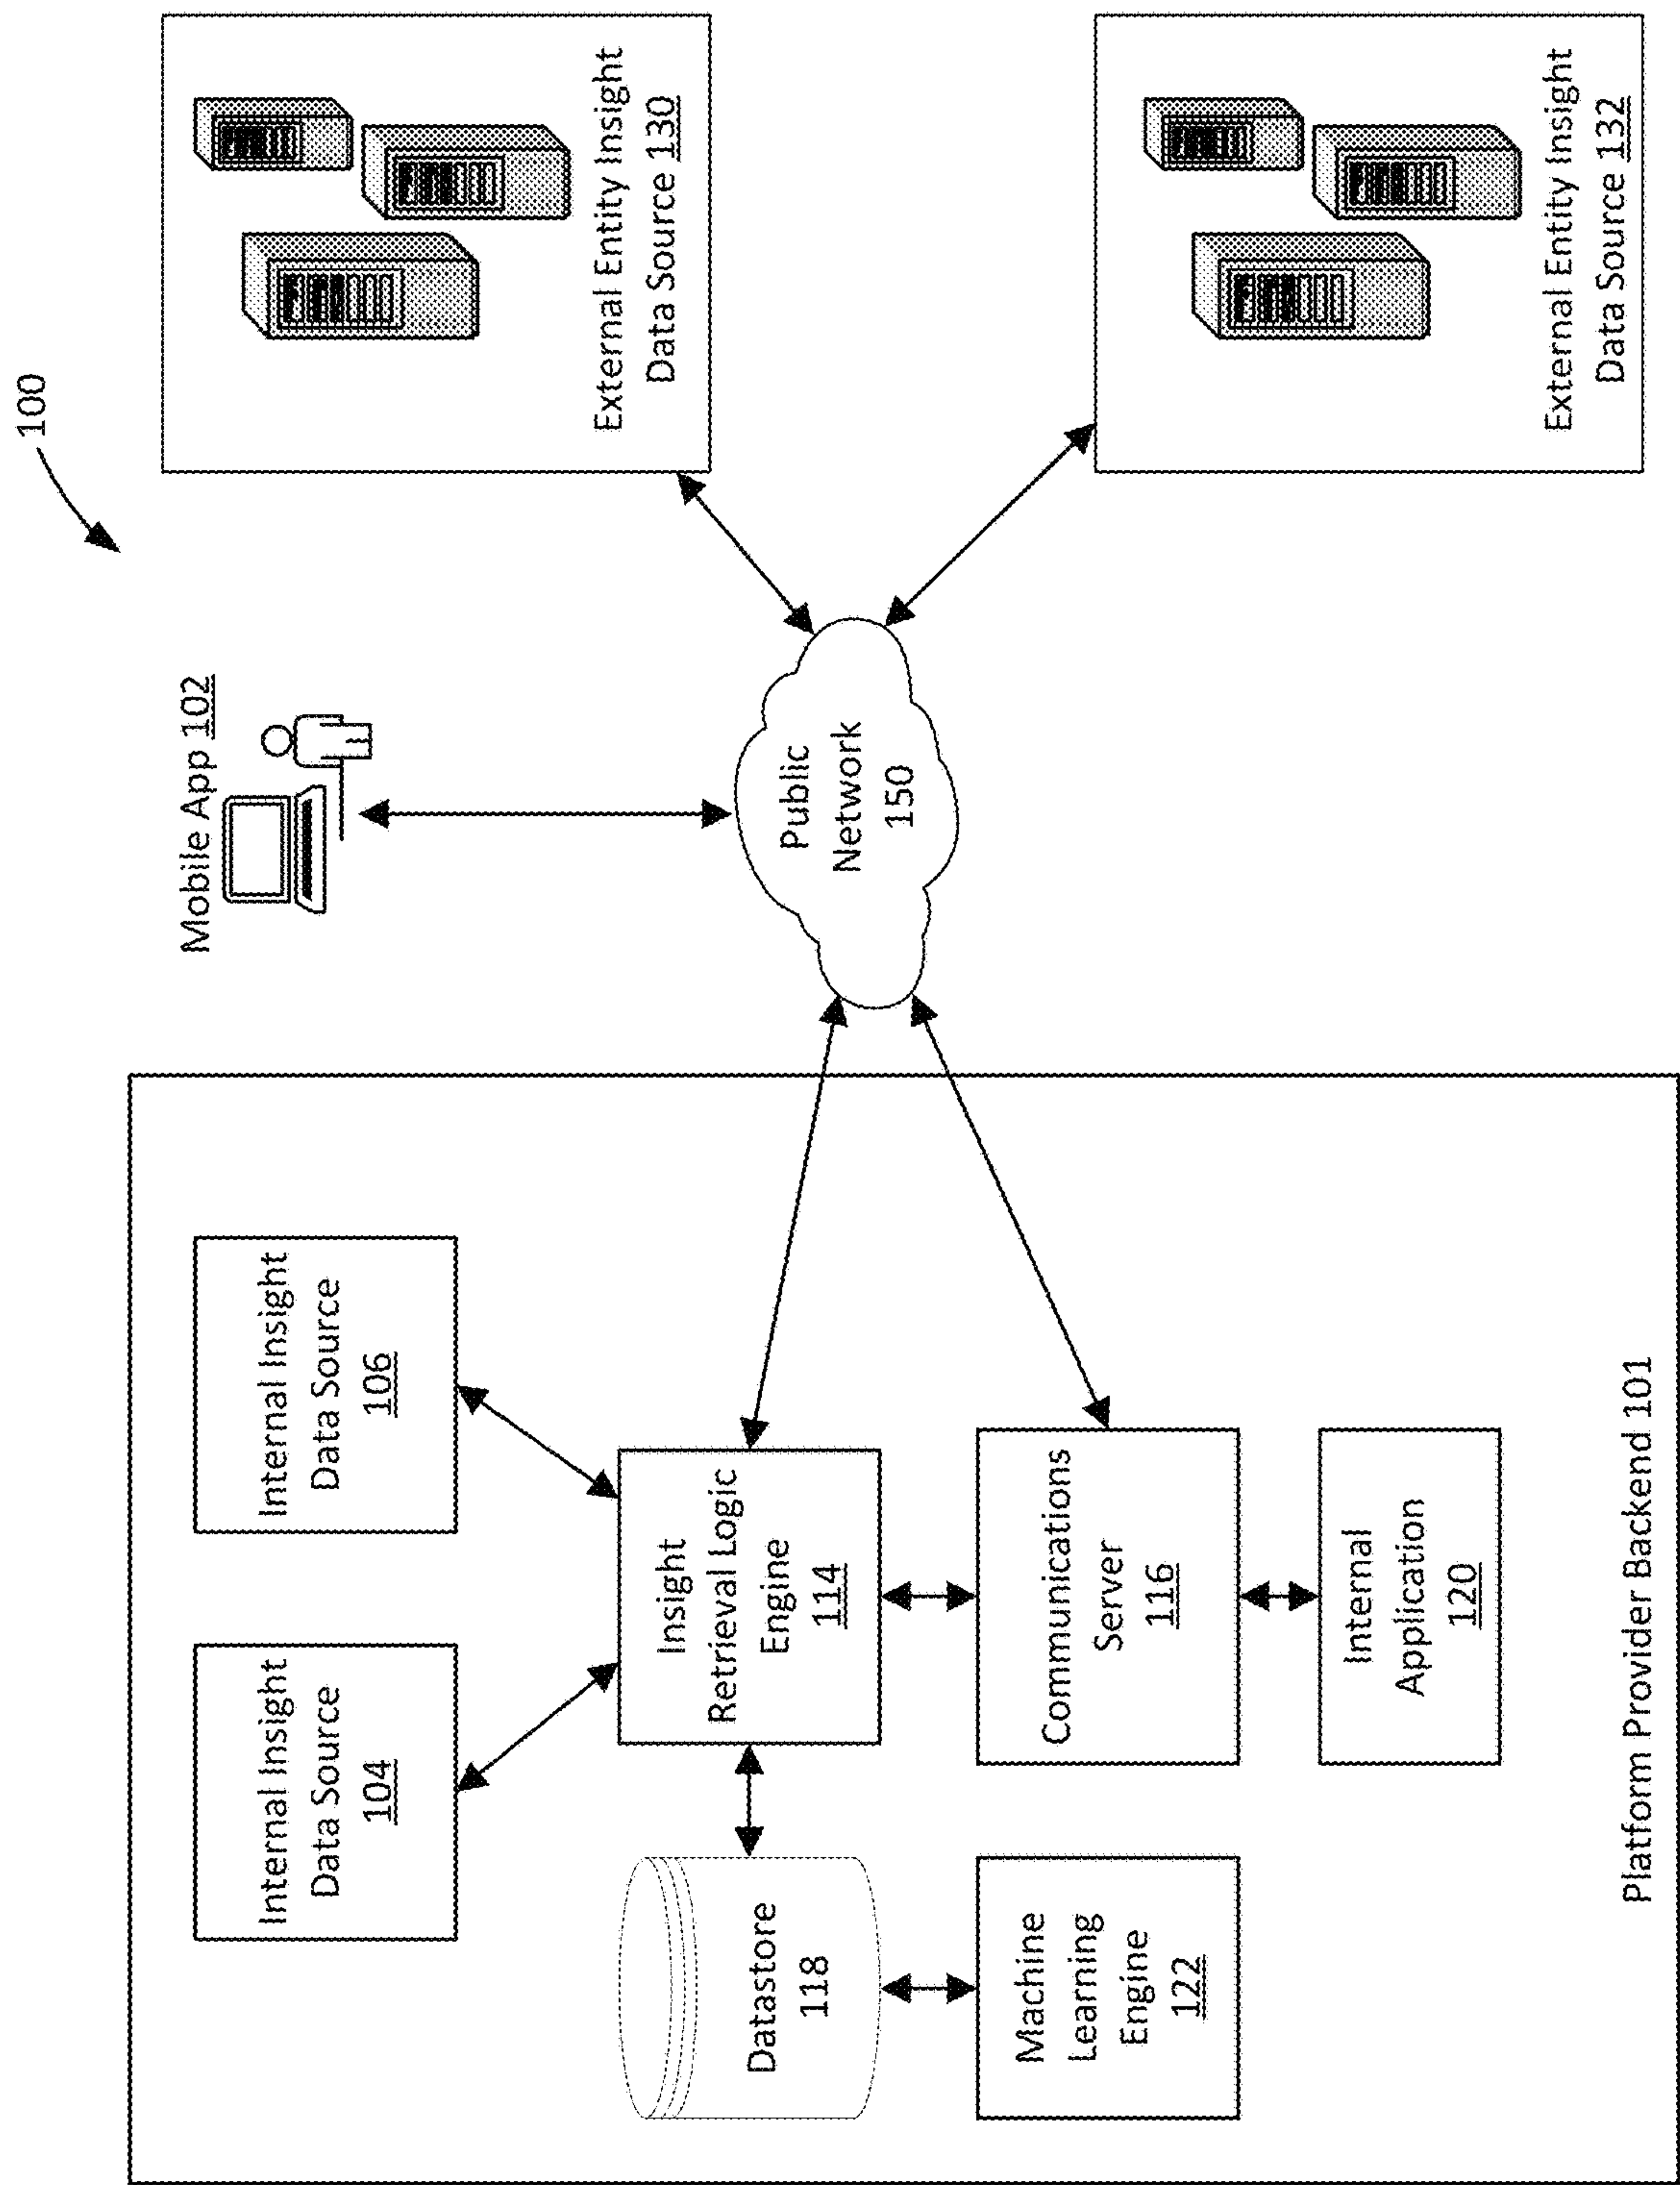 100
Mobile App 102
Internal Insight
Data Source
104
Internal Insight
Data Source
106
External Entity Insight
Data Source 130
Datastore
118
Insight
Retrieval Logic
Engine
114
Public
Network
150
Machine
Learning
Engine
122
Communications
Server
116
Internal
Application
120
External Entity Insight
Data Source 132
Platform Provider Backend 101